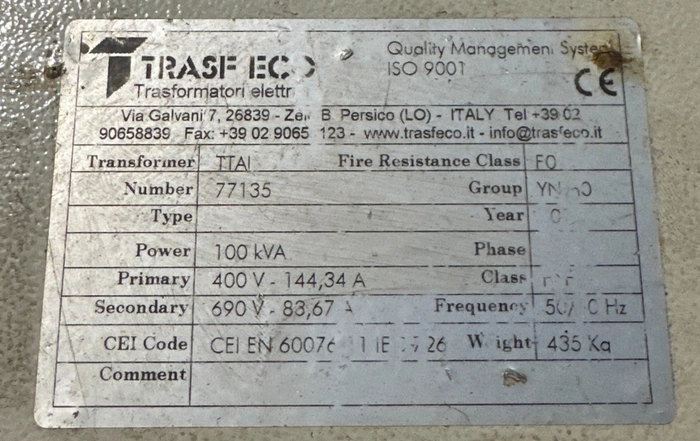 TRASF ECO
Trasformatori elettr
Quality Management System
ISO 9001
CE
Via Galvani 7, 26839 - B. Persico (LO) - ITALY Tel +39 02
90658839 Fax: +39 02 9065 123 - www.trasfeco.it - info@trasfeco.it
Transformer TTAI Fire Resistance Class F0
Number 77135 Group
Type Year
Power 100 kVA Phase
Primary 400 V - 144,34 A Class
Secondary 690 V - 83,67 A Frequency Hz
CEI Code CEI EN 26 Weight 435 Kg
Comment